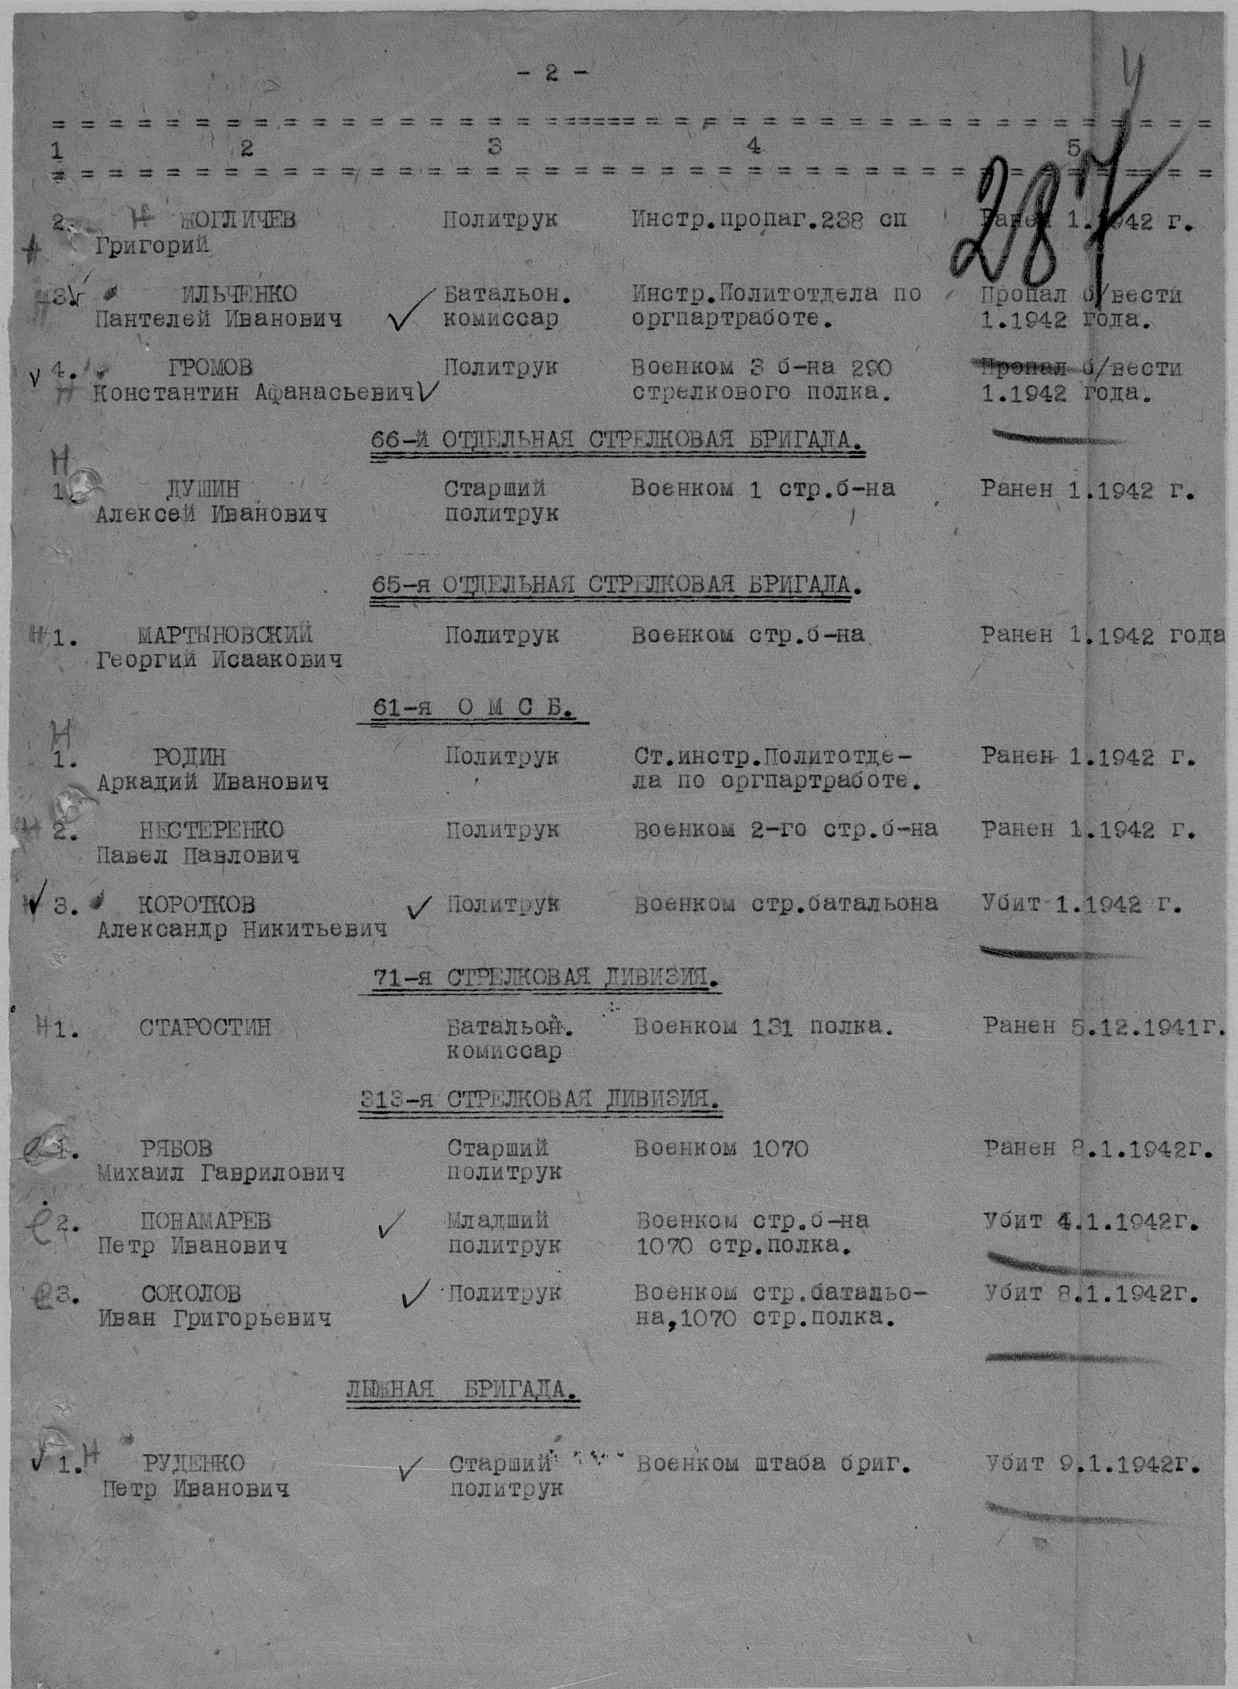 - 2 -
1 2 3 4 5
287
2. Н ЖОГЛИЧЕВ Политрук Инстр.пропаг.238 сп Ранен 1.1942 г.
Григорий
3. ИЛЬЧЕНКО Батальон. Инстр.Политотдела по Пропал б/вести
Пантелей Иванович комиссар оргпартработе. 1.1942 года.
4. ГРОМОВ Политрук Военком 3 б-на 290 Пропал б/вести
Константин Афанасьевич стрелкового полка. 1.1942 года.
66-й ОТДЕЛЬНАЯ СТРЕЛКОВАЯ БРИГАДА.
Н
1. ДУШИН Старший Военком 1 стр.б-на Ранен 1.1942 г.
Алексей Иванович политрук
65-я ОТДЕЛЬНАЯ СТРЕЛКОВАЯ БРИГАДА.
Н 1. МАРТЫНОВСКИЙ Политрук Военком стр.б-на Ранен 1.1942 года
Георгий Исаакович
61-я О М С Б.
Н
1. РОДИН Политрук Ст.инстр.Политотде- Ранен 1.1942 г.
Аркадий Иванович ла по оргпартработе.
Н 2. НЕСТЕРЕНКО Политрук Военком 2-го стр.б-на Ранен 1.1942 г.
Павел Павлович
3. КОРОТКОВ Политрук Военком стр.батальона Убит 1.1942 г.
Александр Никитьевич
71-я СТРЕЛКОВАЯ ДИВИЗИЯ.
Н 1. СТАРОСТИН Батальон. Военком 131 полка. Ранен 5.12.1941г.
комиссар
313-я СТРЕЛКОВАЯ ДИВИЗИЯ.
1. РЯБОВ Старший Военком 1070 Ранен 8.1.1942г.
Михаил Гаврилович политрук
2. ПОНАМАРЕВ Младший Военком стр.б-на Убит 4.1.1942г.
Петр Иванович политрук 1070 стр.полка.
3. СОКОЛОВ Политрук Военком стр.батальо- Убит 8.1.1942г.
Иван Григорьевич на,1070 стр.полка.
ЛЫЖНАЯ БРИГАДА.
1. Н РУДЕНКО Старший Военком штаба бриг. Убит 9.1.1942г.
Петр Иванович политрук